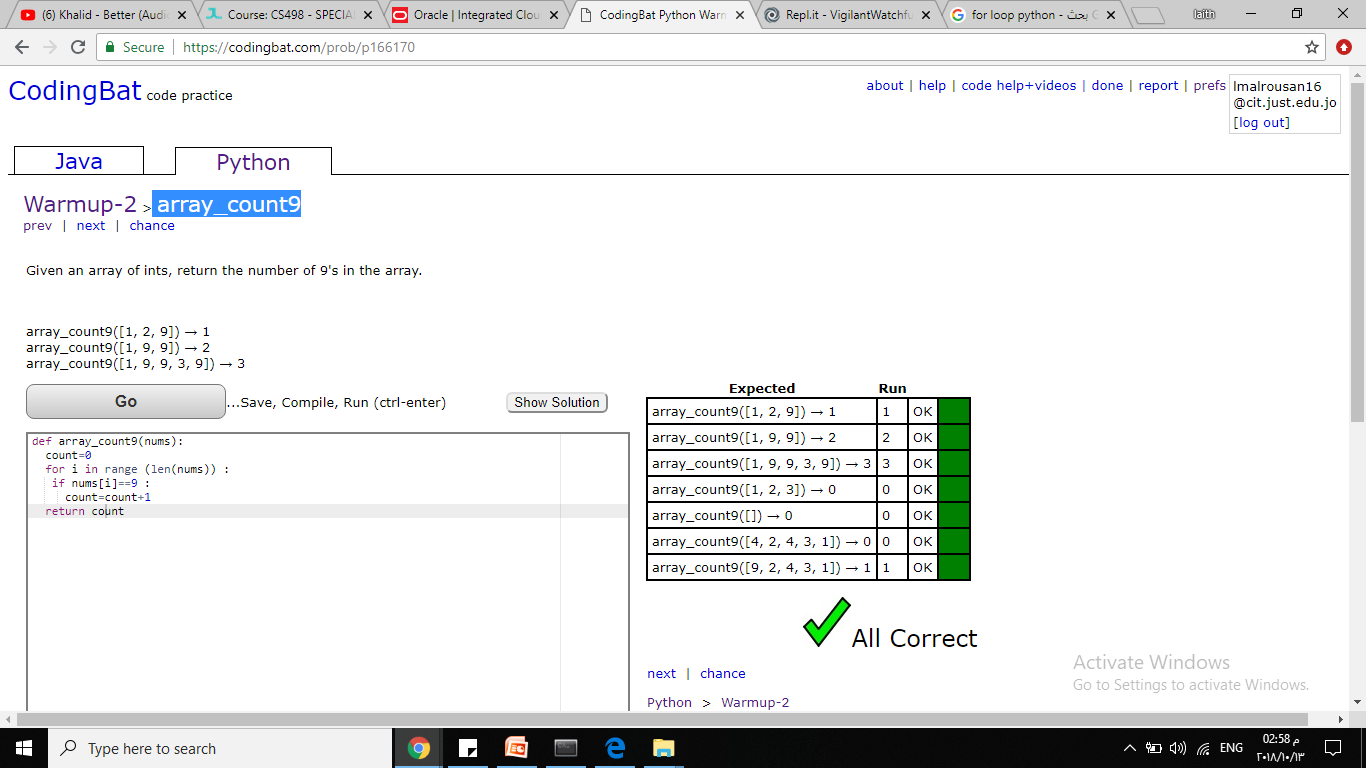 (6) Khalid - Better (Audi
Course: CS498 - SPECIAL
Oracle | Integrated Clou
CodingBat Python Warm
Repl.it - VigilantWatchfu
for loop python - بحث G
laith
Secure | https://codingbat.com/prob/p166170
CodingBat code practice
about | help | code help+videos | done | report | prefs
lmalrousan16
@cit.just.edu.jo
[log out]
Java
Python
Warmup-2 > array_count9
prev | next | chance
Given an array of ints, return the number of 9's in the array.
array_count9([1, 2, 9]) → 1
array_count9([1, 9, 9]) → 2
array_count9([1, 9, 9, 3, 9]) → 3
Go
...Save, Compile, Run (ctrl-enter)
Show Solution
def array_count9(nums):
count=0
for i in range (len(nums)) :
if nums[i]==9 :
count=count+1
return count
Expected Run
array_count9([1, 2, 9]) → 1 1 OK
array_count9([1, 9, 9]) → 2 2 OK
array_count9([1, 9, 9, 3, 9]) → 3 3 OK
array_count9([1, 2, 3]) → 0 0 OK
array_count9([]) → 0 0 OK
array_count9([4, 2, 4, 3, 1]) → 0 0 OK
array_count9([9, 2, 4, 3, 1]) → 1 1 OK
All Correct
next | chance
Python > Warmup-2
Activate Windows
Go to Settings to activate Windows.
Type here to search
ENG
02:58 م
٢٠١٨/١٠/١٣